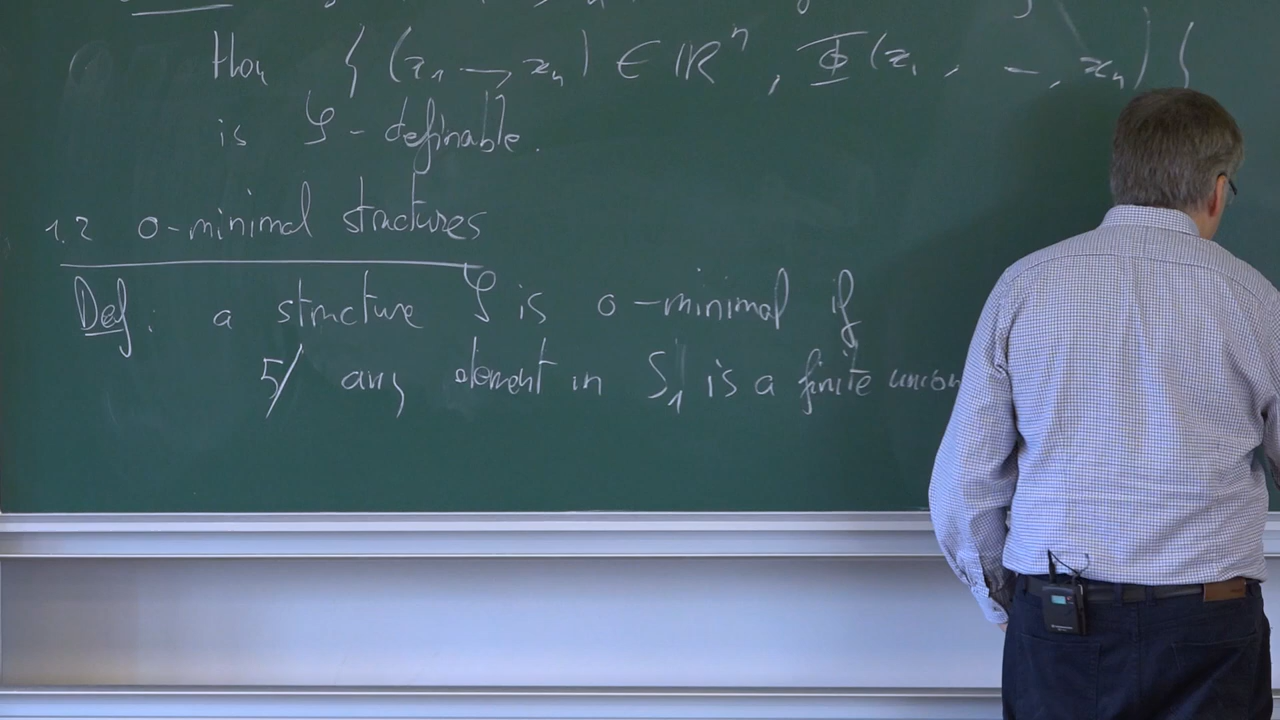 then { (x₁, —, xₙ) ∈ ℝⁿ, Φ(x₁, —, xₙ) }
is 𝒮-definable.
1.2 o-minimal structures
Def: a structure 𝒮 is o-minimal if
5/ any element in S₁ is a finite union